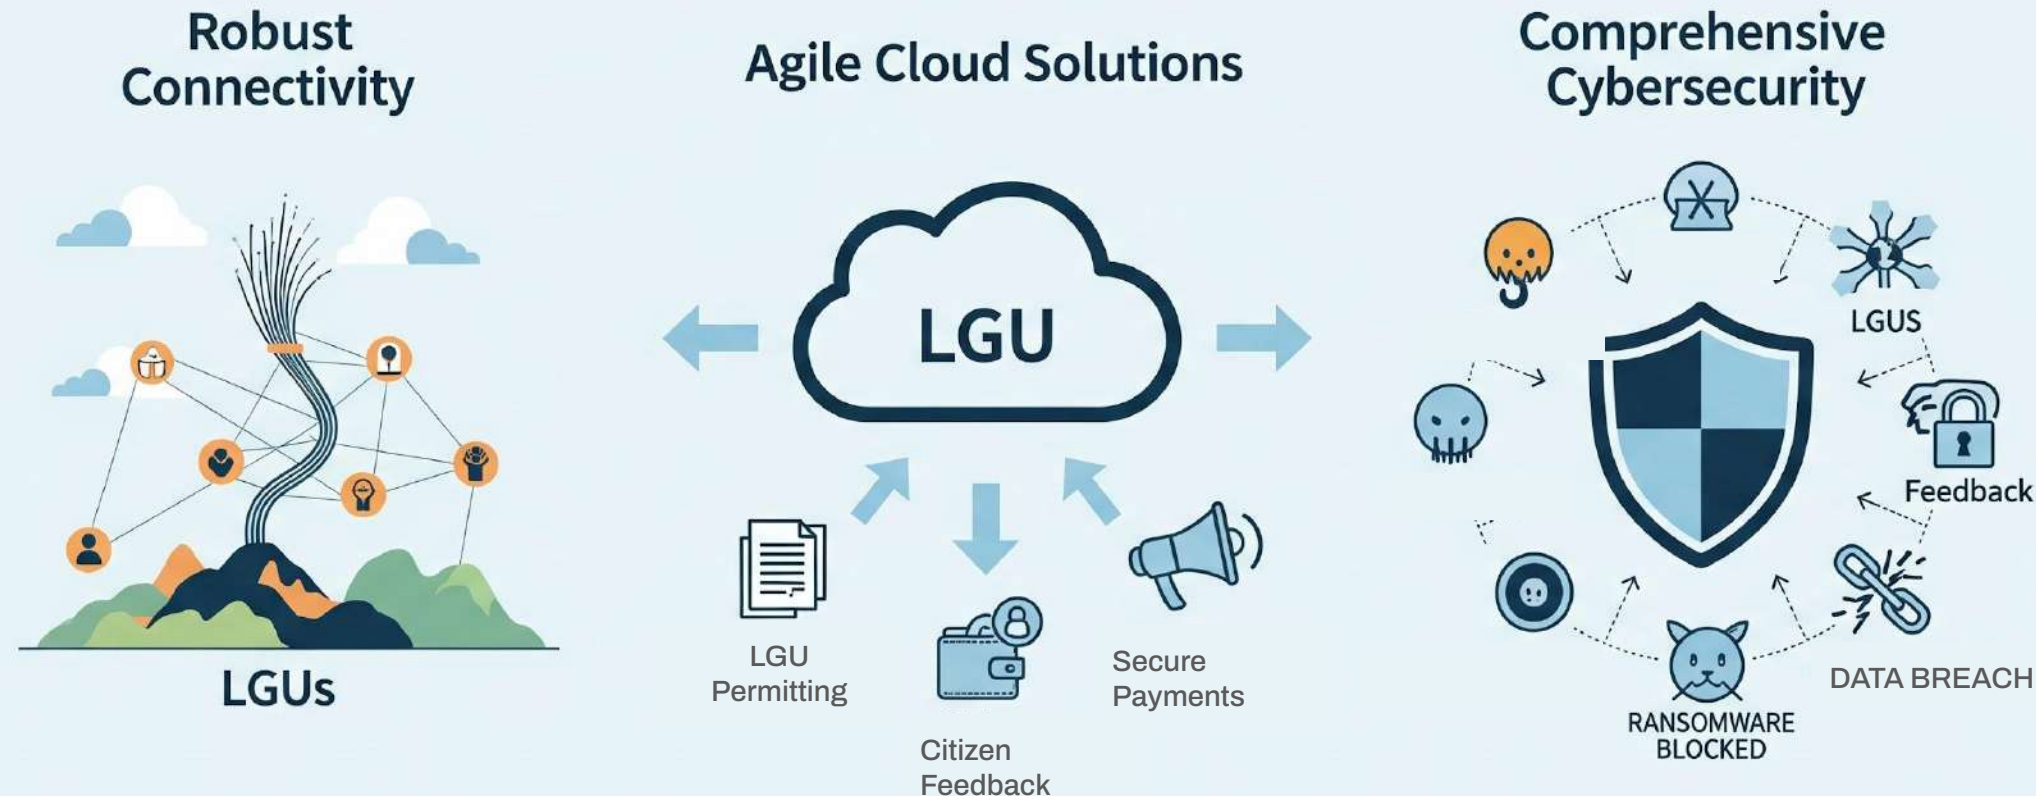 Robust
Connectivity
LGUs
Agile Cloud Solutions
LGU
LGU
Permitting
Citizen
Feedback
Secure
Payments
Comprehensive
Cybersecurity
LGUS
Feedback
DATA BREACH
RANSOMWARE
BLOCKED